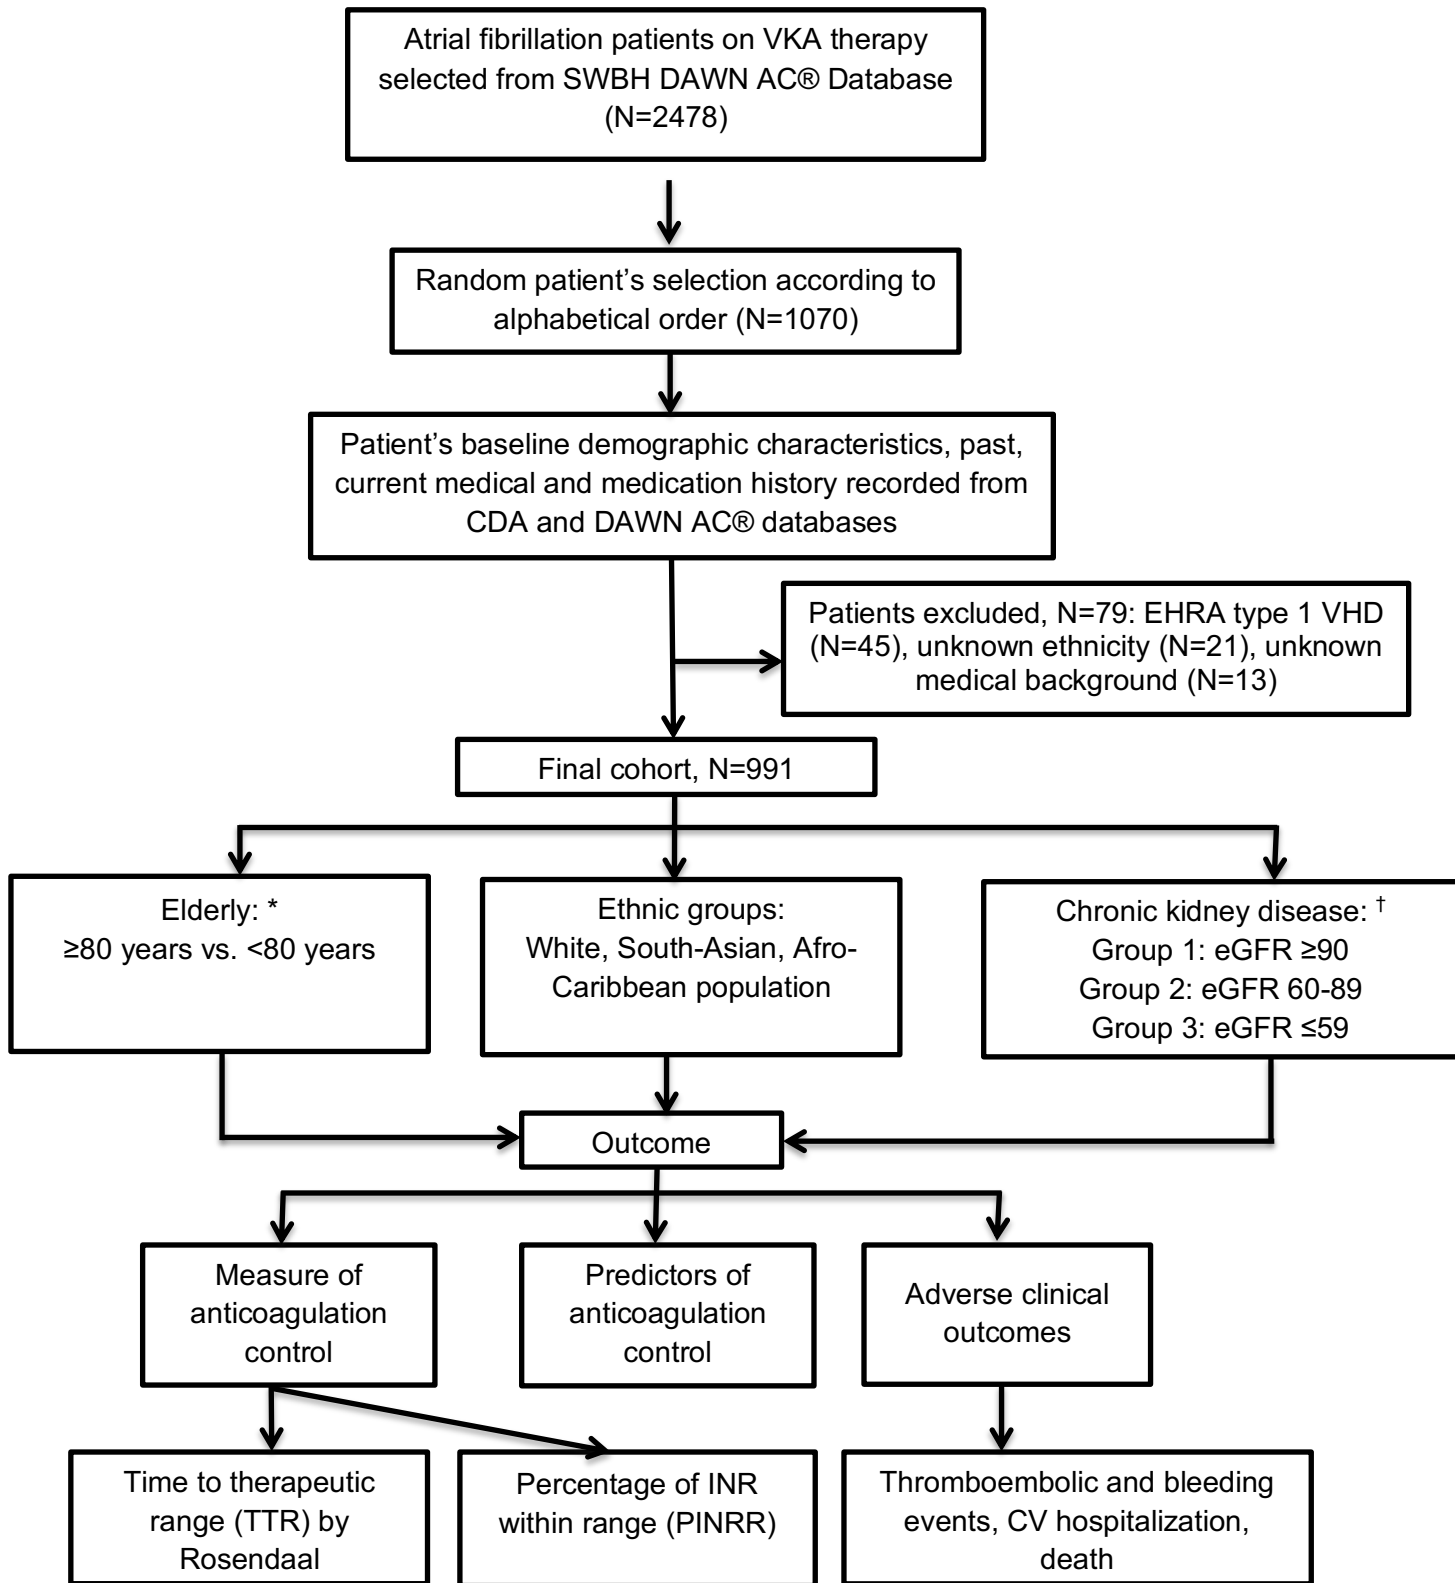 Atrial fibrillation patients on VKA therapy
selected from SWBH DAWN AC® Database
(N=2478)
Random patient’s selection according to
alphabetical order (N=1070)
Patient’s baseline demographic characteristics, past,
current medical and medication history recorded from
CDA and DAWN AC® databases
Patients excluded, N=79: EHRA type 1 VHD
(N=45), unknown ethnicity (N=21), unknown
medical background (N=13)
Final cohort, N=991
Elderly: *
≥80 years vs. <80 years
Ethnic groups:
White, South-Asian, Afro-
Caribbean population
Chronic kidney disease: †
Group 1: eGFR ≥90
Group 2: eGFR 60-89
Group 3: eGFR ≤59
Outcome
Measure of
anticoagulation
control
Predictors of
anticoagulation
control
Adverse clinical
outcomes
Time to therapeutic
range (TTR) by
Rosendaal
Percentage of INR
within range (PINRR)
Thromboembolic and bleeding
events, CV hospitalization,
death